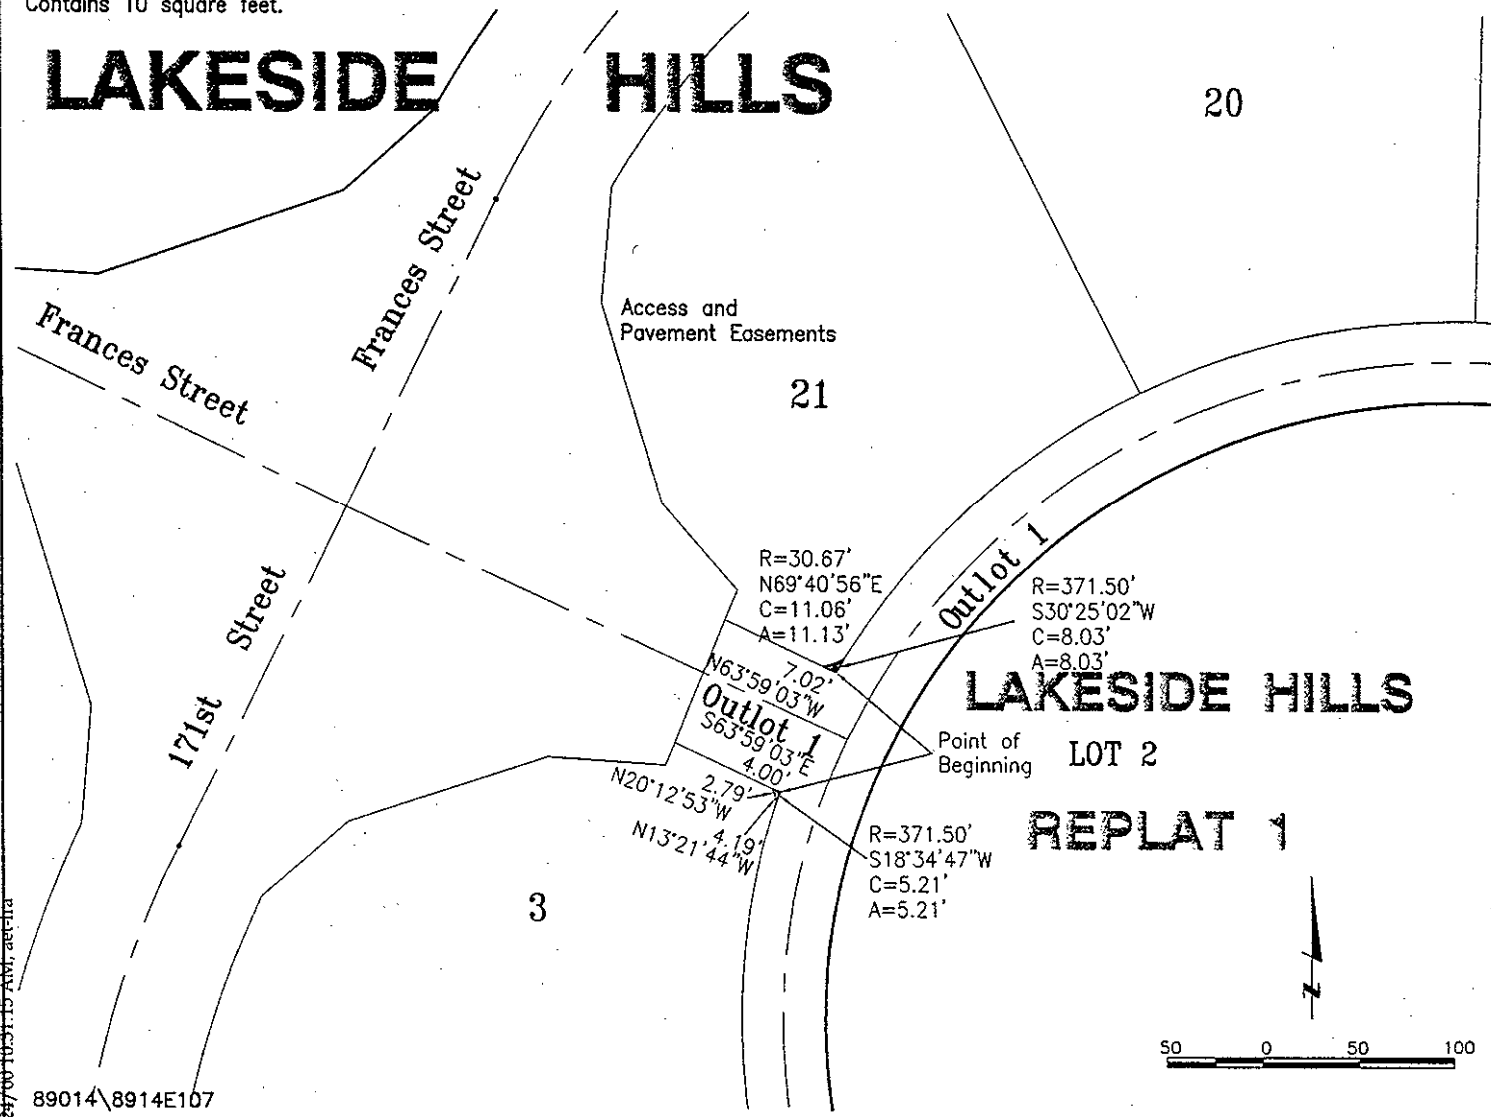 Contains 10 square feet.
LAKESIDE HILLS
20
Frances Street
Frances Street
Access and
Pavement Easements
21
R=30.67'
N69°40'56"E
C=11.06'
A=11.13'
Outlot 1
R=371.50'
S30°25'02"W
C=8.03'
A=8.03'
7.02'
N63°59'03"W
Outlot 1
S63°59'03"E
4.00'
171st Street
LAKESIDE HILLS
LOT 2
REPLAT 1
Point of
Beginning
2.79'
N20°12'53"W
4.19'
N13°21'44"W
R=371.50'
S18°34'47"W
C=5.21'
A=5.21'
3
N
50 0 50 100
89014\8914E107
10:31:15 AM,